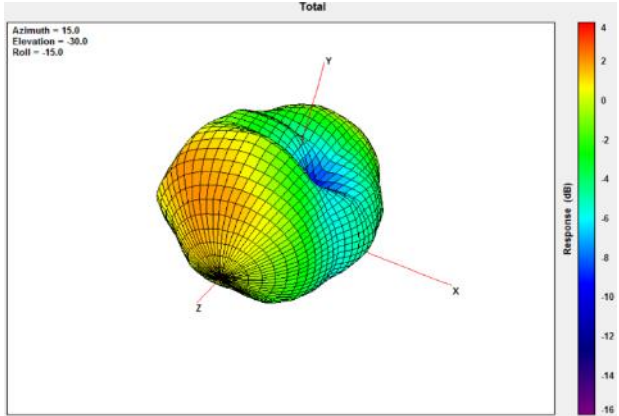 Total
Azimuth = 15.0
Elevation = -30.0
Roll = -15.0
Y
X
Z
4
2
0
-2
-4
-6
-8
-10
-12
-14
-16
Response (dB)